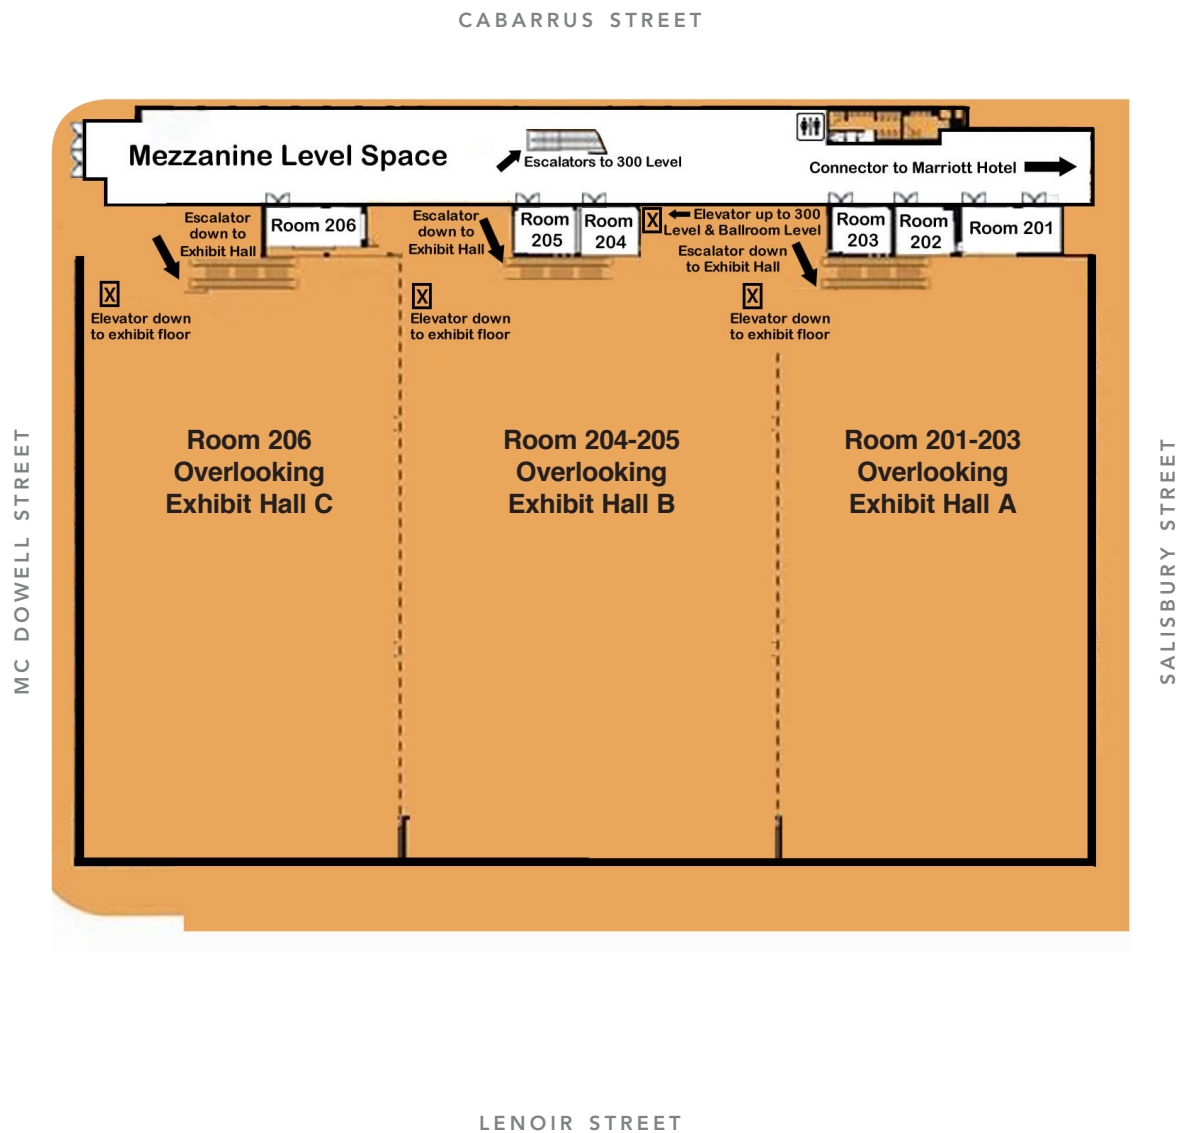 CABARRUS STREET
Mezzanine Level Space
Escalators to 300 Level
Connector to Marriott Hotel
Escalator
down to
Exhibit Hall
Room 206
Escalator
down to
Exhibit Hall
Room
205
Room
204
X
Elevator up to 300
Level & Ballroom Level
Escalator down
to Exhibit Hall
Room
203
Room
202
Room 201
X
Elevator down
to exhibit floor
X
Elevator down
to exhibit floor
X
Elevator down
to exhibit floor
Room 206
Overlooking
Exhibit Hall C
Room 204-205
Overlooking
Exhibit Hall B
Room 201-203
Overlooking
Exhibit Hall A
MC DOWELL STREET
SALISBURY STREET
LENOIR STREET